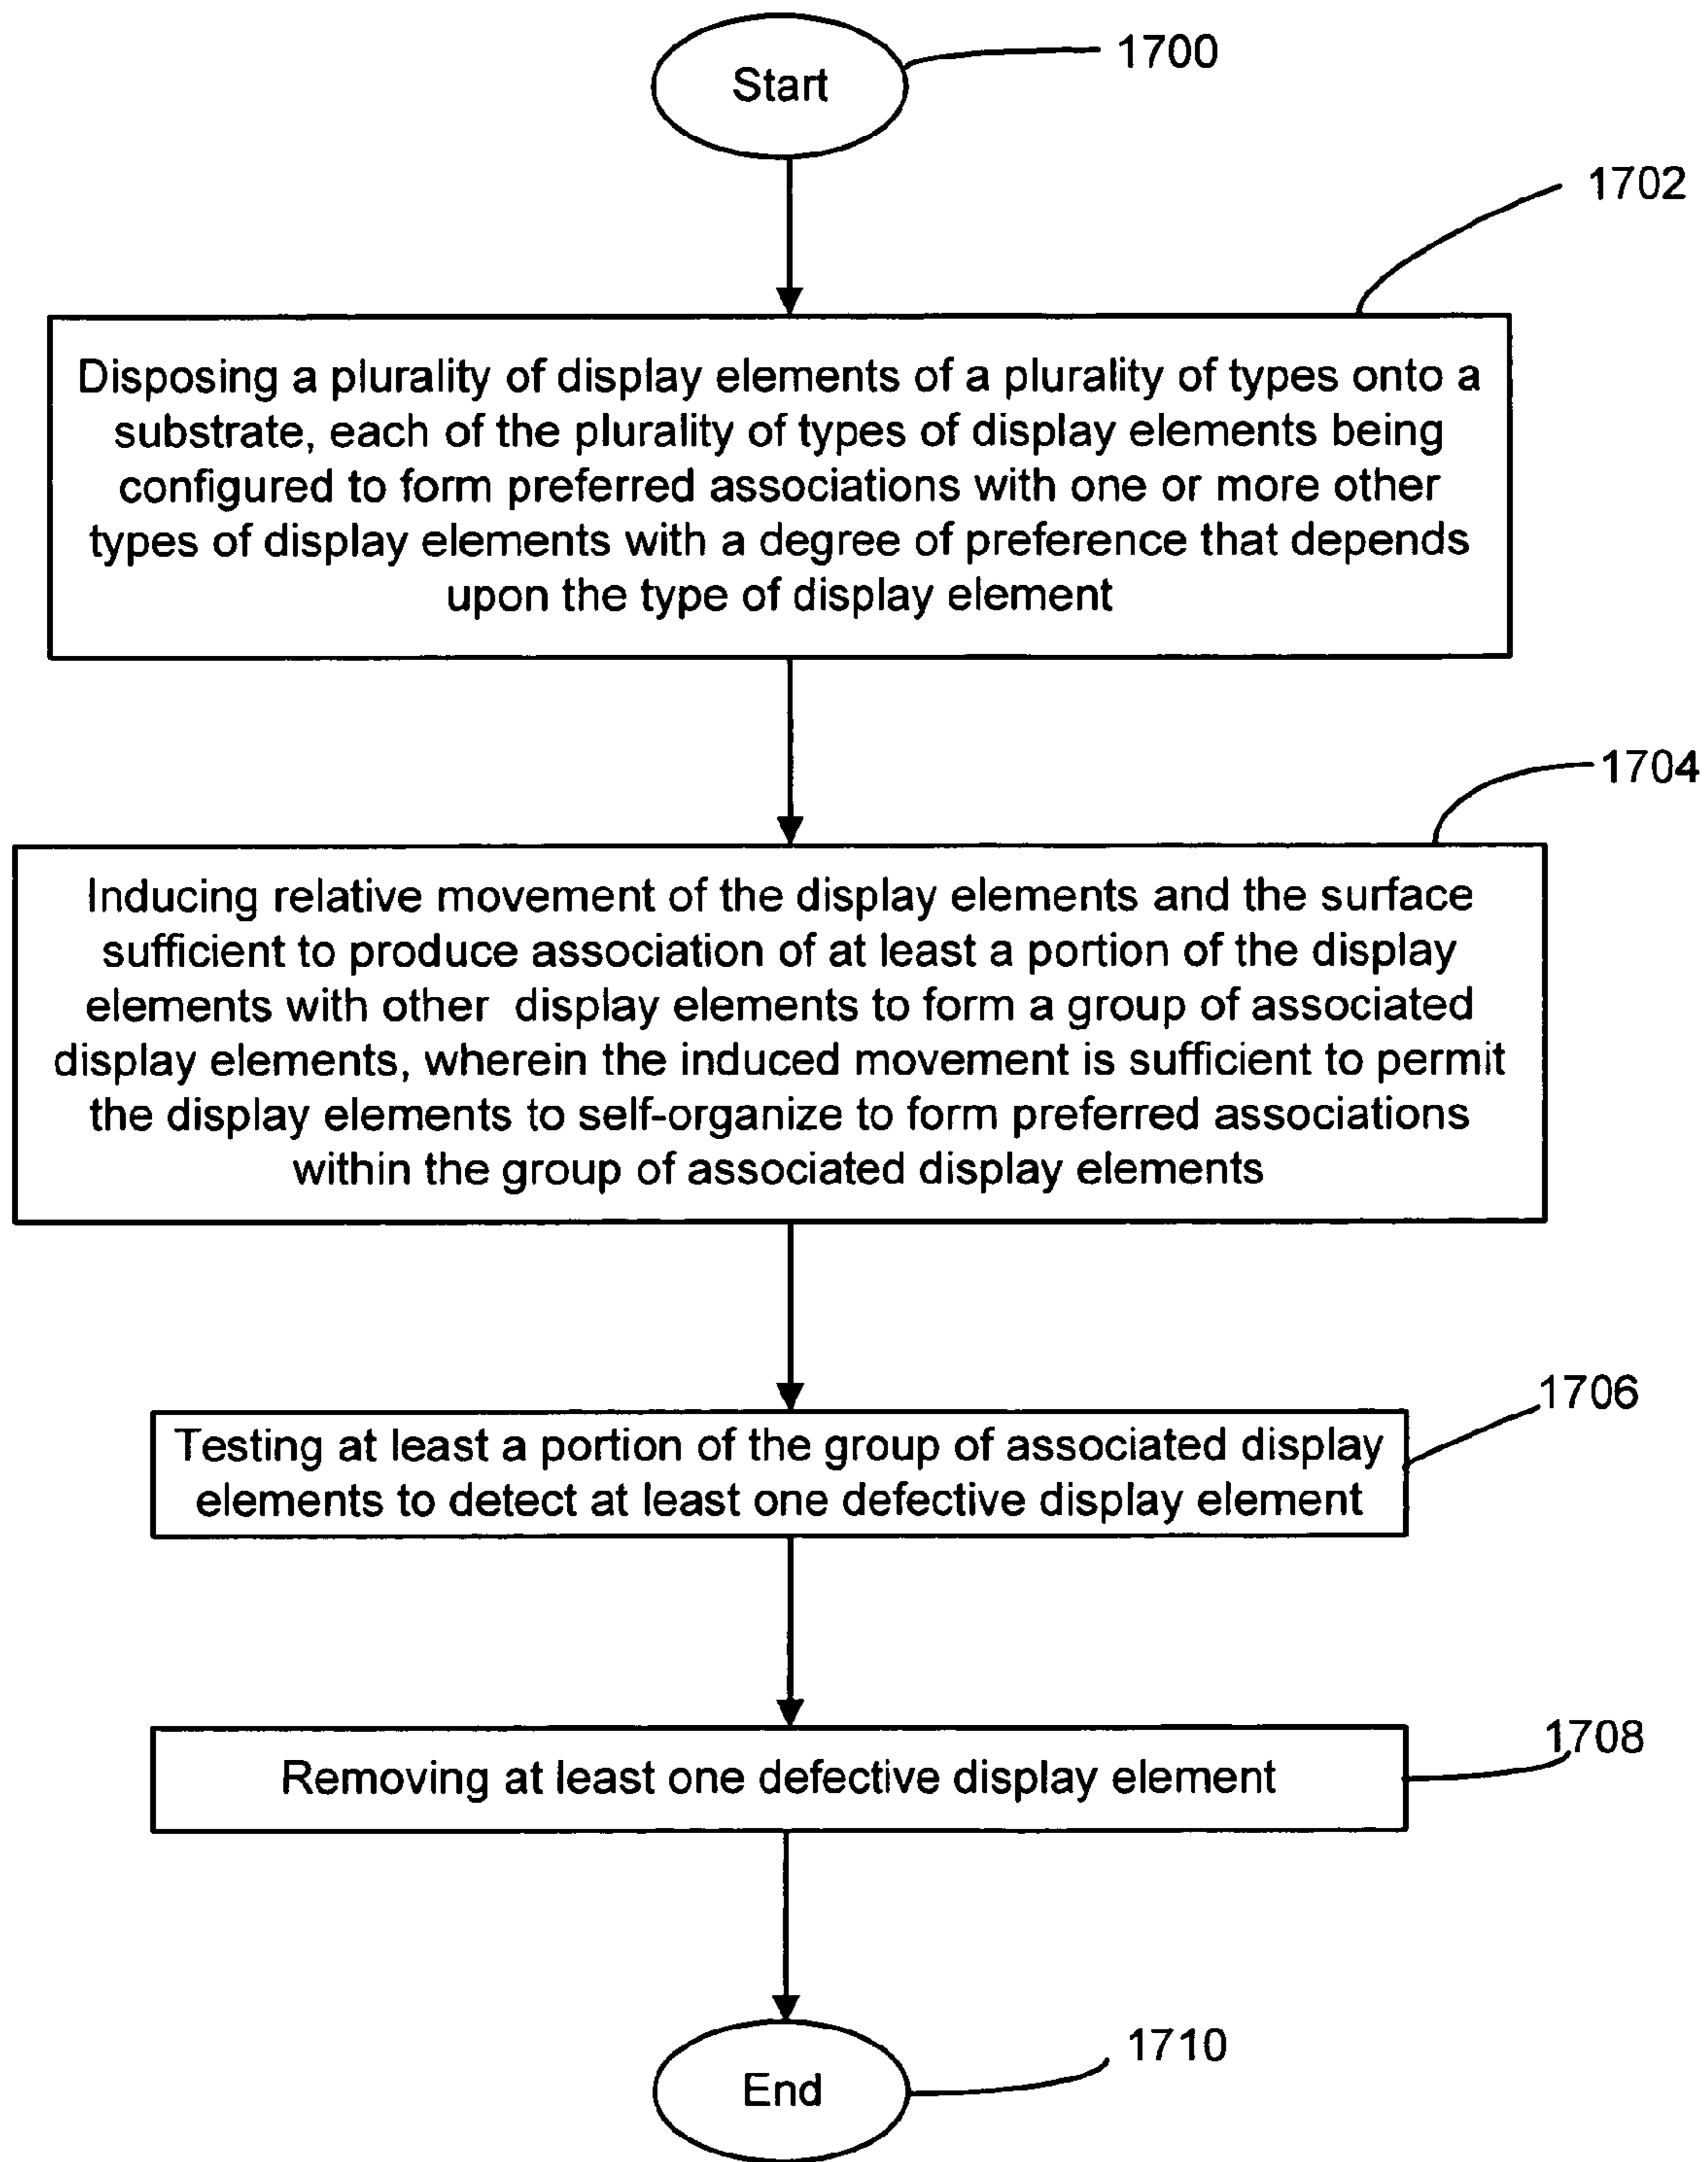 Start
1700
1702
Disposing a plurality of display elements of a plurality of types onto a
substrate, each of the plurality of types of display elements being
configured to form preferred associations with one or more other
types of display elements with a degree of preference that depends
upon the type of display element
1704
Inducing relative movement of the display elements and the surface
sufficient to produce association of at least a portion of the display
elements with other display elements to form a group of associated
display elements, wherein the induced movement is sufficient to permit
the display elements to self-organize to form preferred associations
within the group of associated display elements
1706
Testing at least a portion of the group of associated display
elements to detect at least one defective display element
1708
Removing at least one defective display element
1710
End